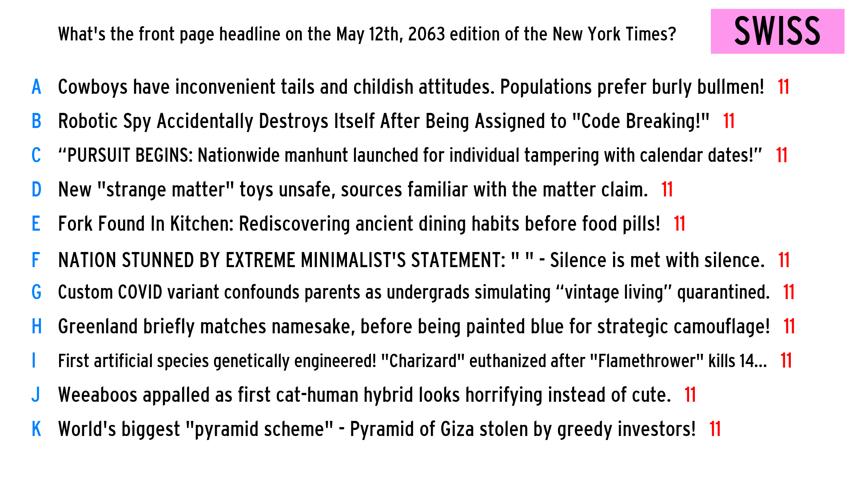 What's the front page headline on the May 12th, 2063 edition of the New York Times?
SWISS
A Cowboys have inconvenient tails and childish attitudes. Populations prefer burly bullmen! 11
B Robotic Spy Accidentally Destroys Itself After Being Assigned to "Code Breaking!" 11
C “PURSUIT BEGINS: Nationwide manhunt launched for individual tampering with calendar dates!” 11
D New "strange matter" toys unsafe, sources familiar with the matter claim. 11
E Fork Found In Kitchen: Rediscovering ancient dining habits before food pills! 11
F NATION STUNNED BY EXTREME MINIMALIST'S STATEMENT: " " - Silence is met with silence. 11
G Custom COVID variant confounds parents as undergrads simulating “vintage living” quarantined. 11
H Greenland briefly matches namesake, before being painted blue for strategic camouflage! 11
I First artificial species genetically engineered! "Charizard" euthanized after "Flamethrower" kills 14... 11
J Weeaboos appalled as first cat-human hybrid looks horrifying instead of cute. 11
K World's biggest "pyramid scheme" - Pyramid of Giza stolen by greedy investors! 11